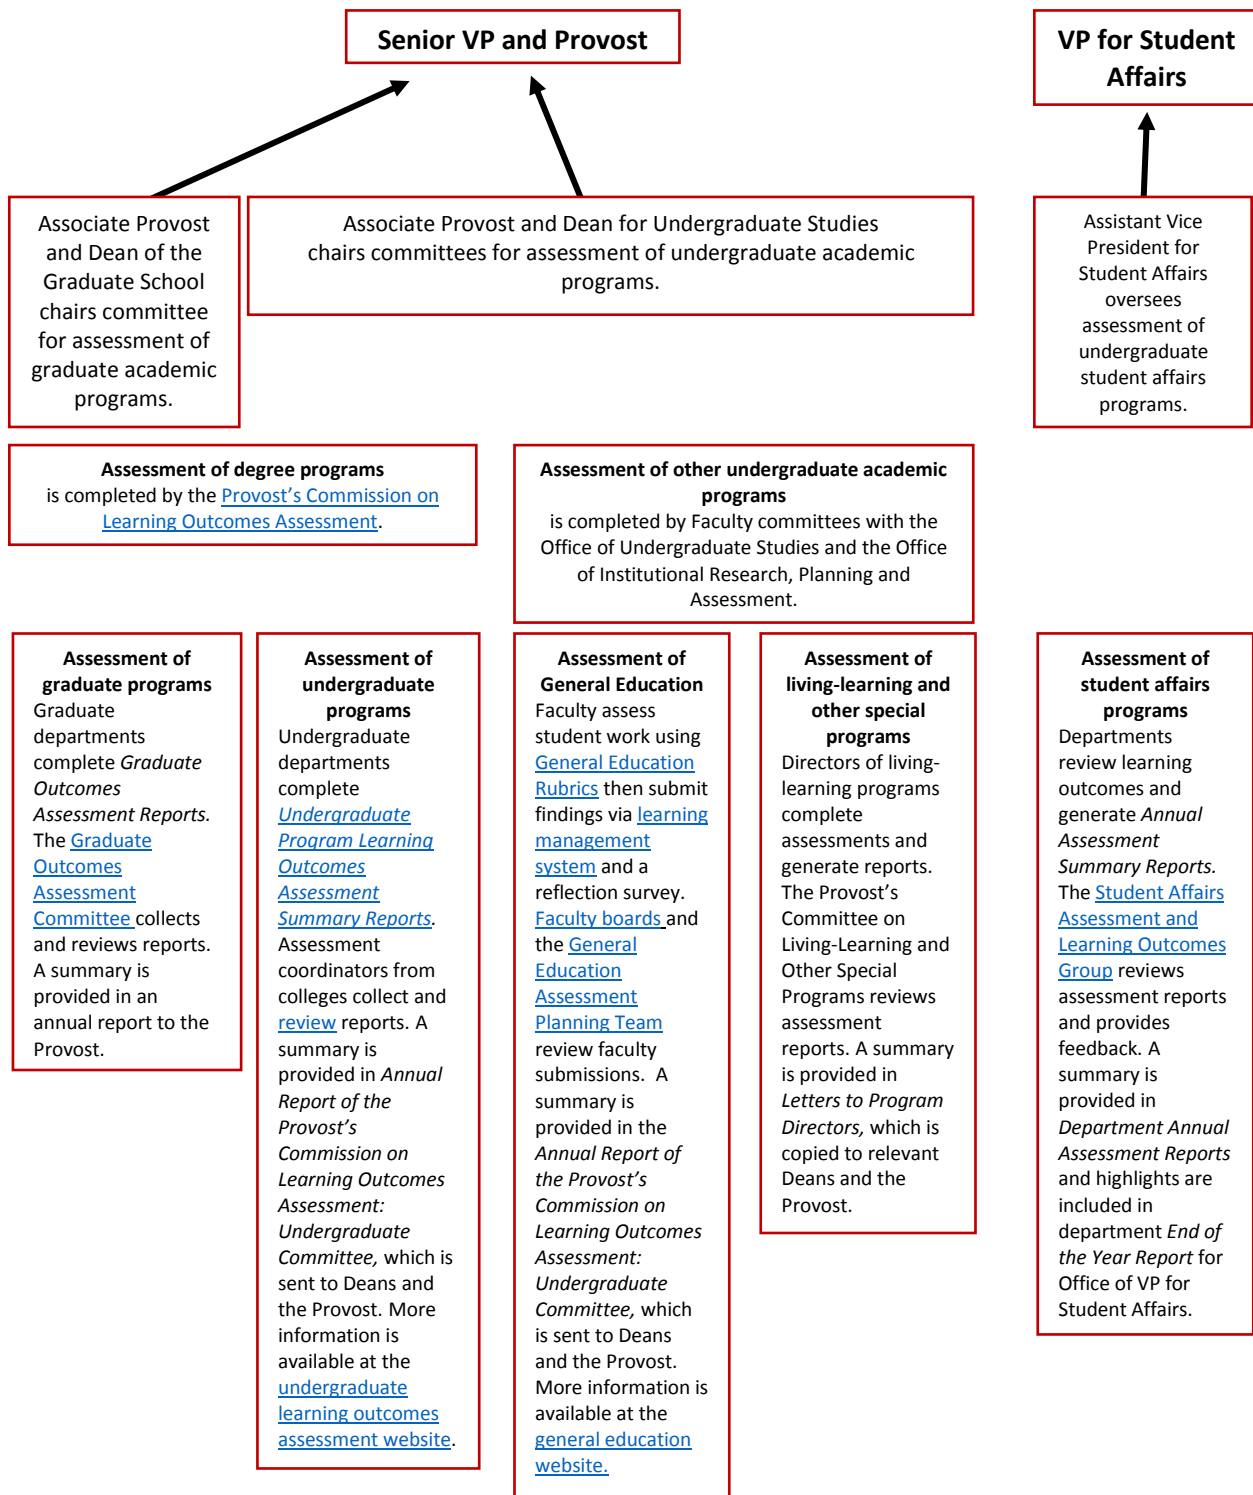 Senior VP and Provost
VP for Student
Affairs
Associate Provost
and Dean of the
Graduate School
chairs committee
for assessment of
graduate academic
programs.
Associate Provost and Dean for Undergraduate Studies
chairs committees for assessment of undergraduate academic
programs.
Assistant Vice
President for
Student Affairs
oversees
assessment of
undergraduate
student affairs
programs.
Assessment of degree programs
is completed by the Provost’s Commission on
Learning Outcomes Assessment.
Assessment of other undergraduate academic
programs
is completed by Faculty committees with the
Office of Undergraduate Studies and the Office
of Institutional Research, Planning and
Assessment.
Assessment of
graduate programs
Graduate
departments
complete Graduate
Outcomes
Assessment Reports.
The Graduate
Outcomes
Assessment
Committee collects
and reviews reports.
A summary is
provided in an
annual report to the
Provost.
Assessment of
undergraduate
programs
Undergraduate
departments
complete
Undergraduate
Program Learning
Outcomes
Assessment
Summary Reports.
Assessment
coordinators from
colleges collect and
review reports. A
summary is
provided in Annual
Report of the
Provost’s
Commission on
Learning Outcomes
Assessment:
Undergraduate
Committee, which is
sent to Deans and
the Provost. More
information is
available at the
undergraduate
learning outcomes
assessment website.
Assessment of
General Education
Faculty assess
student work using
General Education
Rubrics then submit
findings via learning
management
system and a
reflection survey.
Faculty boards and
the General
Education
Assessment
Planning Team
review faculty
submissions. A
summary is
provided in the
Annual Report of
the Provost’s
Commission on
Learning Outcomes
Assessment:
Undergraduate
Committee, which
is sent to Deans
and the Provost.
More information is
available at the
general education
website.
Assessment of
living-learning and
other special
programs
Directors of living-
learning programs
complete
assessments and
generate reports.
The Provost’s
Committee on
Living-Learning and
Other Special
Programs reviews
assessment
reports. A summary
is provided in
Letters to Program
Directors, which is
copied to relevant
Deans and the
Provost.
Assessment of
student affairs
programs
Departments
review learning
outcomes and
generate Annual
Assessment
Summary Reports.
The Student Affairs
Assessment and
Learning Outcomes
Group reviews
assessment reports
and provides
feedback. A
summary is
provided in
Department Annual
Assessment Reports
and highlights are
included in
department End of
the Year Report for
Office of VP for
Student Affairs.